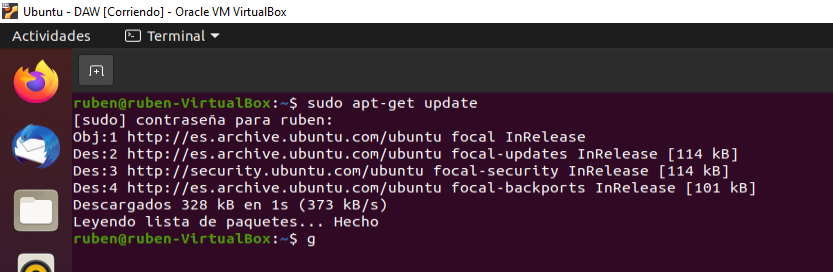 Ubuntu - DAW [Corriendo] - Oracle VM VirtualBox
Actividades Terminal
ruben@ruben-VirtualBox:~$ sudo apt-get update
[sudo] contraseña para ruben:
Obj:1 http://es.archive.ubuntu.com/ubuntu focal InRelease
Des:2 http://es.archive.ubuntu.com/ubuntu focal-updates InRelease [114 kB]
Des:3 http://security.ubuntu.com/ubuntu focal-security InRelease [114 kB]
Des:4 http://es.archive.ubuntu.com/ubuntu focal-backports InRelease [101 kB]
Descargados 328 kB en 1s (373 kB/s)
Leyendo lista de paquetes... Hecho
ruben@ruben-VirtualBox:~$ g